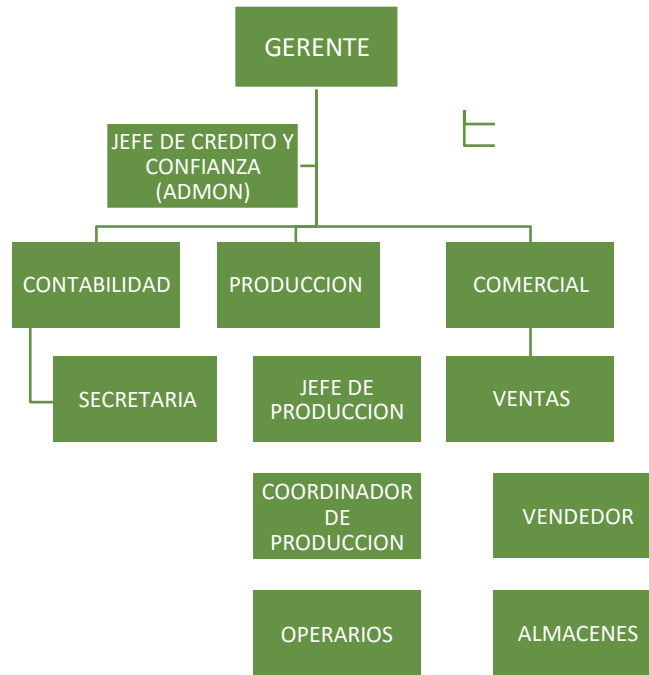 GERENTE
JEFE DE CREDITO Y
CONFIANZA
(ADMON)
CONTABILIDAD
PRODUCCION
COMERCIAL
SECRETARIA
JEFE DE
PRODUCCION
VENTAS
COORDINADOR
DE
PRODUCCION
VENDEDOR
OPERARIOS
ALMACENES